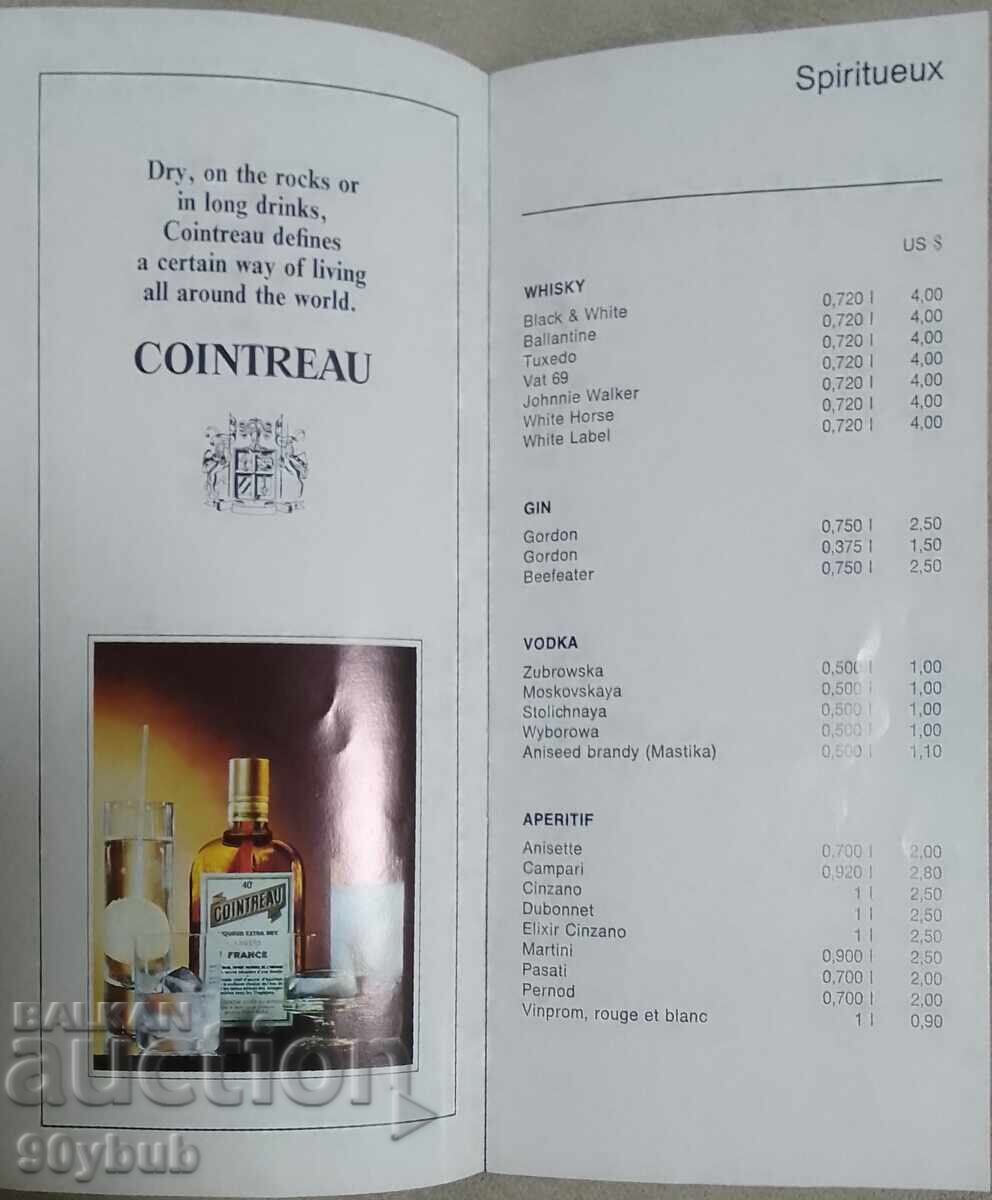 Dry, on the rocks or
in long drinks,
Cointreau defines
a certain way of living
all around the world.
COINTREAU
40°
COINTREAU
LIQUEUR EXTRA DRY
FRANCE
Spiritueux
US $
WHISKY
Black & White 0,720 l 4,00
Ballantine 0,720 l 4,00
Tuxedo 0,720 l 4,00
Vat 69 0,720 l 4,00
Johnnie Walker 0,720 l 4,00
White Horse 0,720 l 4,00
White Label 0,720 l 4,00
GIN
Gordon 0,750 l 2,50
Gordon 0,375 l 1,50
Beefeater 0,750 l 2,50
VODKA
Zubrowska 0,500 l 1,00
Moskovskaya 0,500 l 1,00
Stolichnaya 0,500 l 1,00
Wyborowa 0,500 l 1,00
Aniseed brandy (Mastika) 0,500 l 1,10
APERITIF
Anisette 0,700 l 2,00
Campari 0,920 l 2,80
Cinzano 1 l 2,50
Dubonnet 1 l 2,50
Elixir Cinzano 1 l 2,50
Martini 0,900 l 2,50
Pasati 0,700 l 2,00
Pernod 0,700 l 2,00
Vinprom, rouge et blanc 1 l 0,90
BALKAN
auction
90ybub